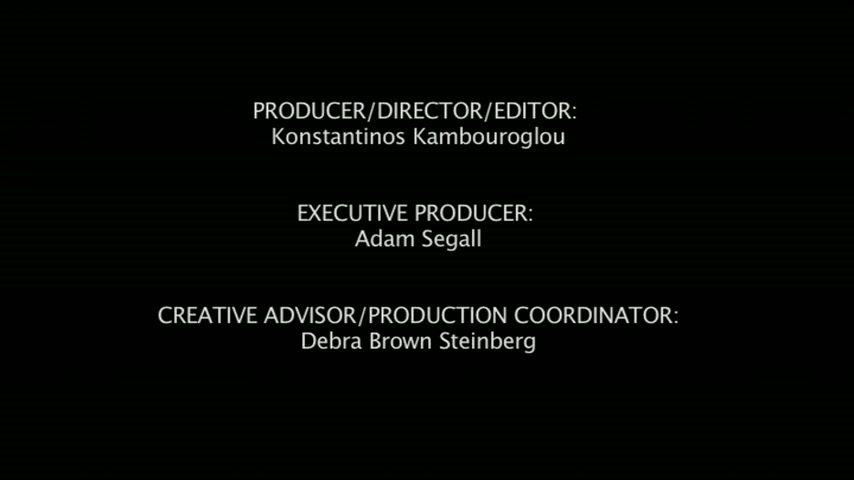 PRODUCER/DIRECTOR/EDITOR:
Konstantinos Kambouroglou
EXECUTIVE PRODUCER:
Adam Segall
CREATIVE ADVISOR/PRODUCTION COORDINATOR:
Debra Brown Steinberg